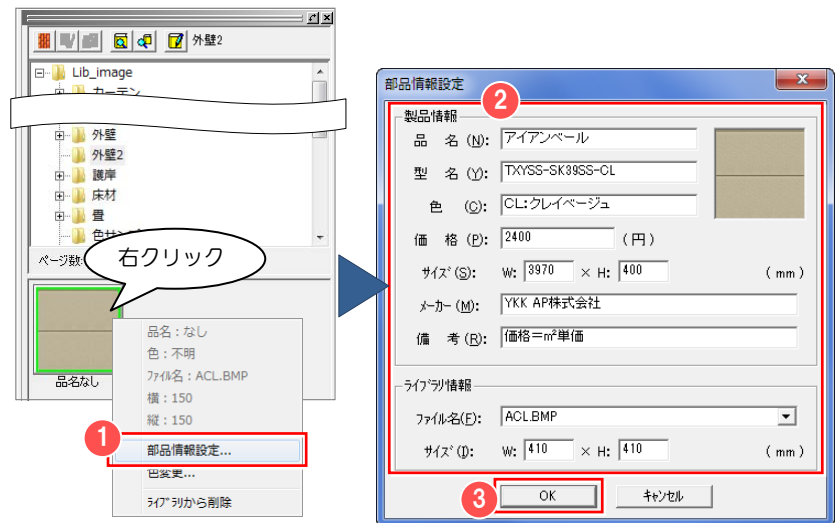 外壁2
Lib_image
カーテン
外壁
外壁2
護岸
床材
畳
ページ数:
右クリック
品名なし
品名：なし
色：不明
ファイル名：ACL.BMP
横：150
縦：150
1
部品情報設定...
色変更...
ライブラリから削除
部品情報設定
2
製品情報
品　名 (N): アイアンベール
型　名 (Y): TXYSS-SK39SS-CL
色　(C): CL:クレイベージュ
価　格 (P): 2400 (円)
サイズ (S): W: 3970 × H: 400 (mm)
メーカー (M): YKK AP株式会社
備　考 (R): 価格＝m²単価
ライブラリ情報
ファイル名(F): ACL.BMP
サイズ (I): W: 410 × H: 410 (mm)
3
OK
キャンセル